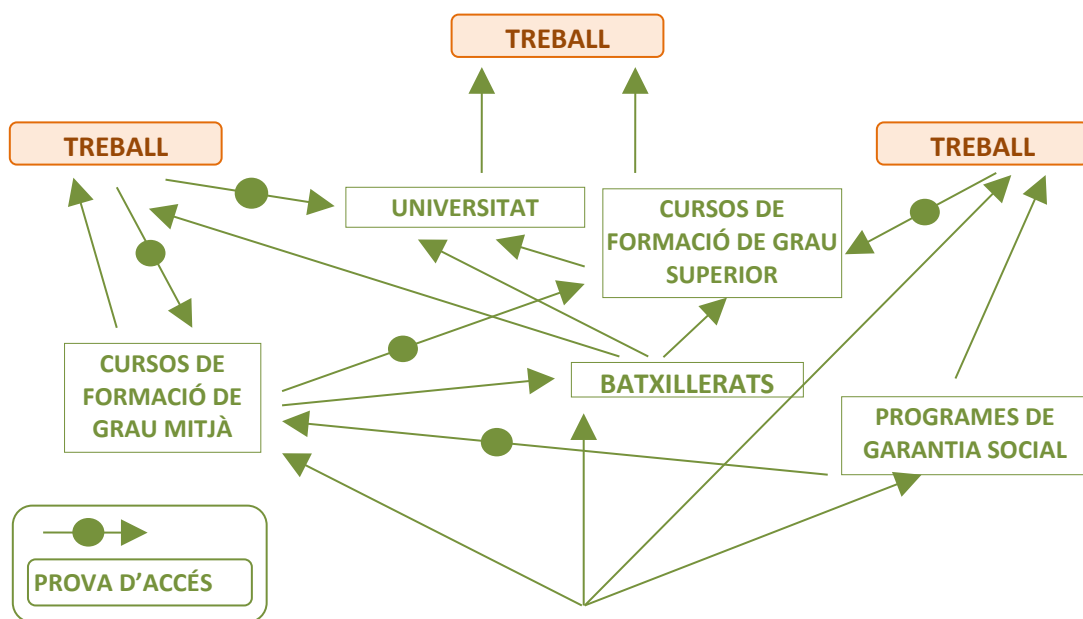 TREBALL
TREBALL
TREBALL
UNIVERSITAT
CURSOS DE
FORMACIÓ DE GRAU
SUPERIOR
CURSOS DE
FORMACIÓ DE
GRAU MITJÀ
BATXILLERATS
PROGRAMES DE
GARANTIA SOCIAL
PROVA D'ACCÉS